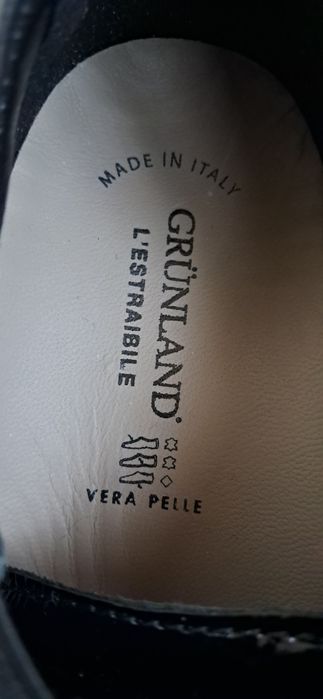 MADE IN ITALY
GRÜNLAND
L'ESTRAIBILE
VERA PELLE